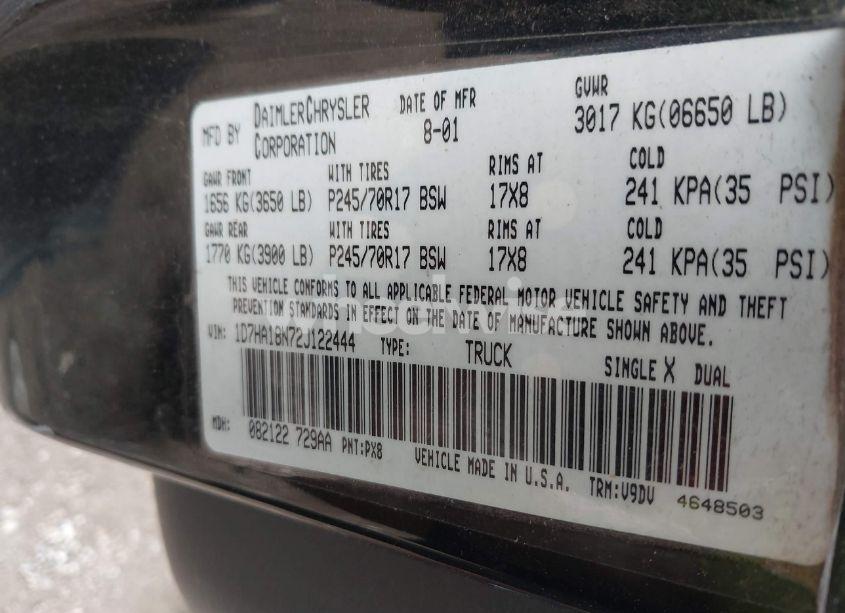 MFD BY DAIMLERCHRYSLER CORPORATION DATE OF MFR 8-01 GVWR 3017 KG(06650 LB)
GAWR FRONT WITH TIRES RIMS AT COLD
1656 KG(3650 LB) P245/70R17 BSW 17X8 241 KPA(35 PSI)
GAWR REAR WITH TIRES RIMS AT COLD
1770 KG(3900 LB) P245/70R17 BSW 17X8 241 KPA(35 PSI)
THIS VEHICLE CONFORMS TO ALL APPLICABLE FEDERAL MOTOR VEHICLE SAFETY AND THEFT
PREVENTION STANDARDS IN EFFECT ON THE DATE OF MANUFACTURE SHOWN ABOVE.
VIN: 1D7HA18N72J122444 TYPE: TRUCK SINGLE X DUAL
MDH: 082122 729AA PNT:PX8 VEHICLE MADE IN U.S.A. TRM:V9DV 4648503